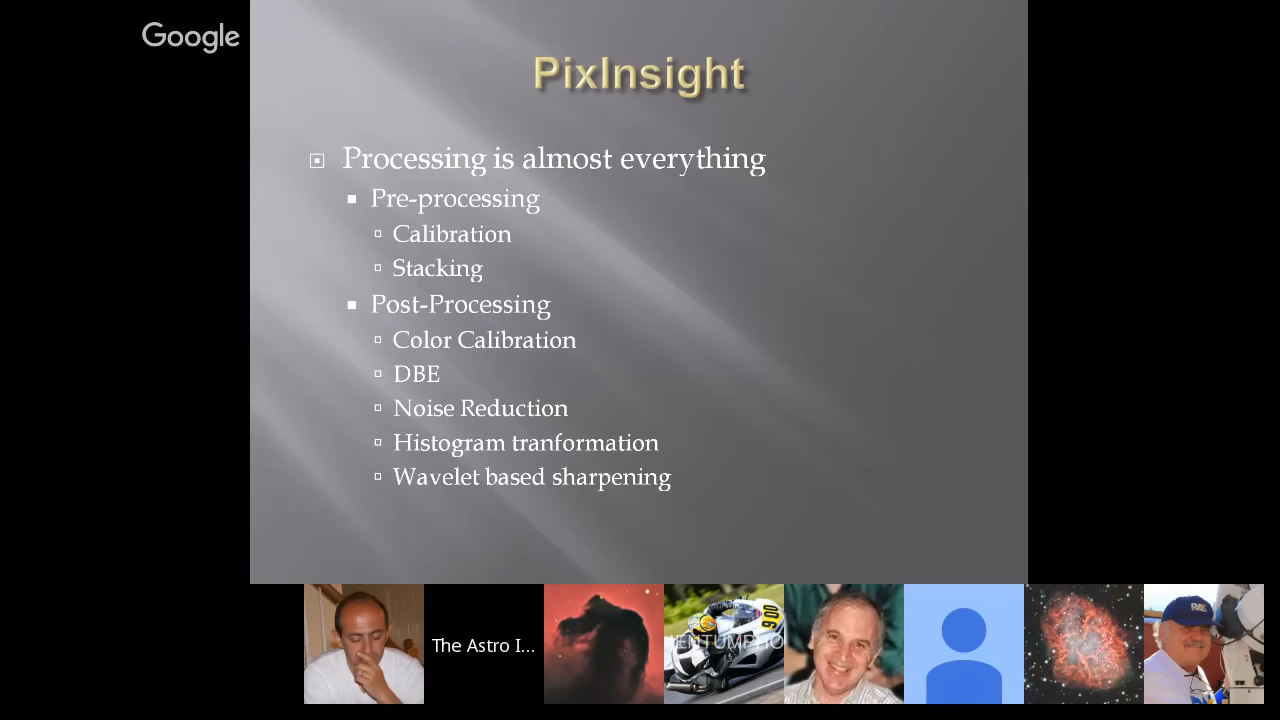 Google
PixInsight
Processing is almost everything
Pre-processing
Calibration
Stacking
Post-Processing
Color Calibration
DBE
Noise Reduction
Histogram tranformation
Wavelet based sharpening
The Astro I...
900